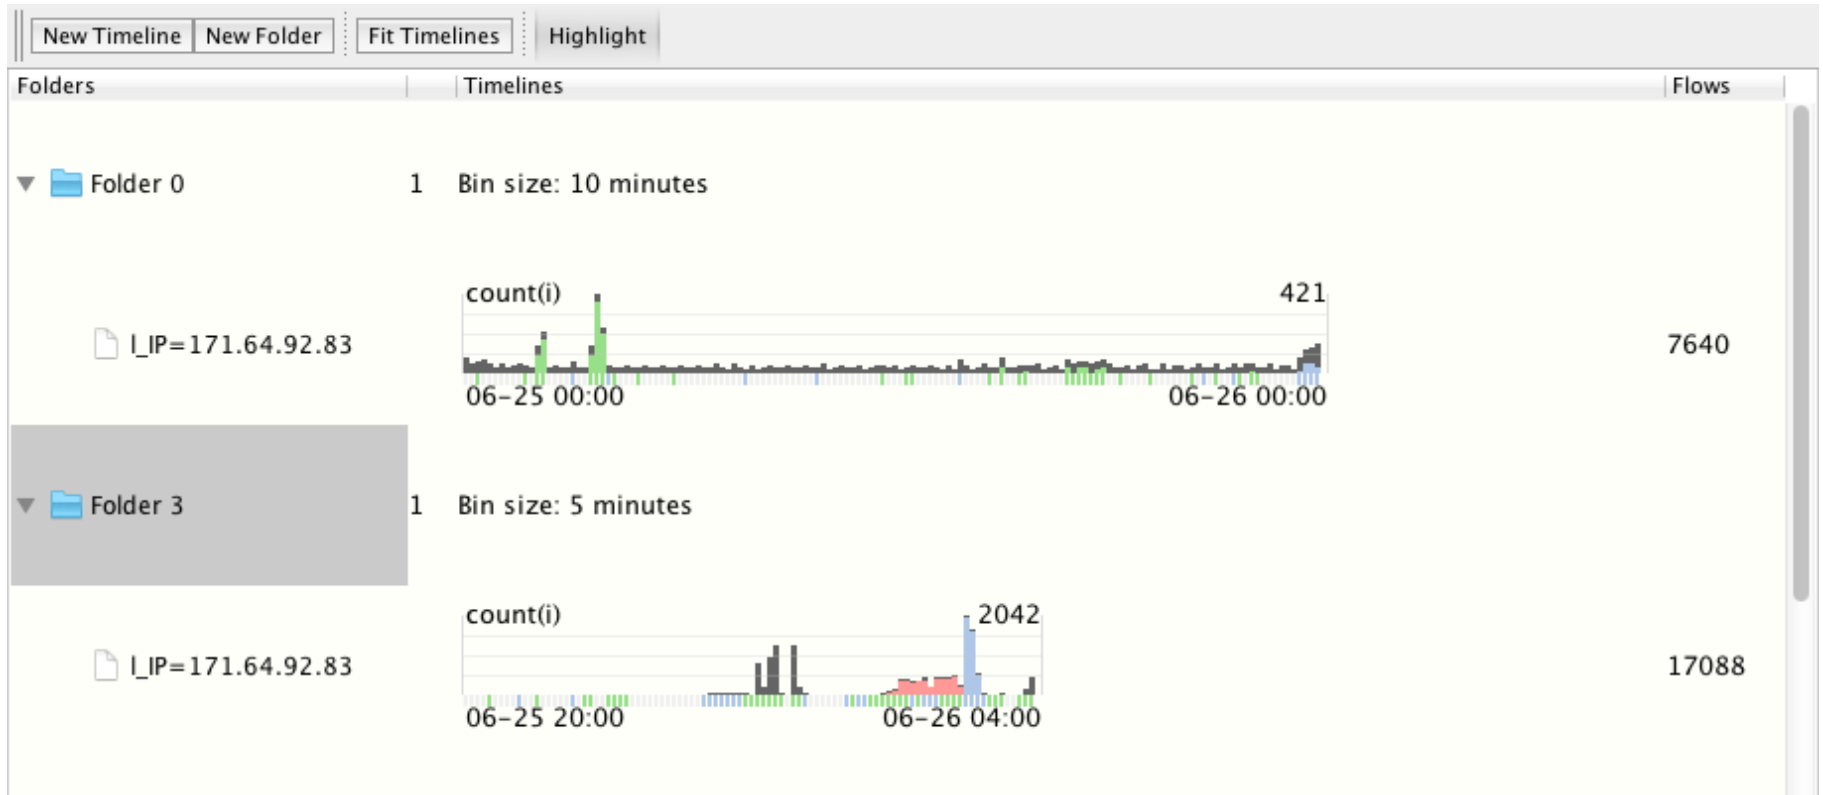 New Timeline New Folder Fit Timelines Highlight
Folders Timelines Flows
Folder 0 1 Bin size: 10 minutes
count(i) 421
l_IP=171.64.92.83 7640
06-25 00:00 06-26 00:00
Folder 3 1 Bin size: 5 minutes
count(i) 2042
l_IP=171.64.92.83 17088
06-25 20:00 06-26 04:00